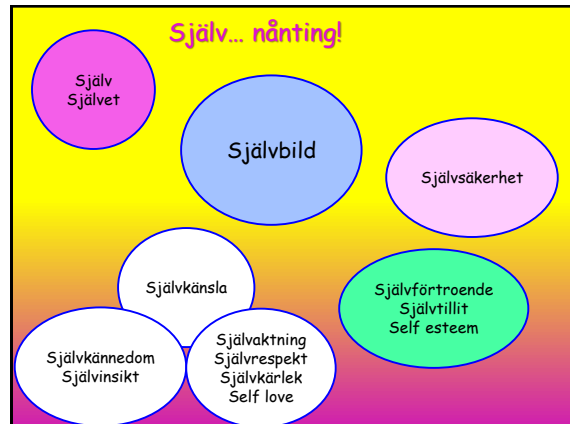 Själv... nånting!
Själv
Självet
Självbild
Självsäkerhet
Självkänsla
Självförtroende
Självtillit
Self esteem
Självkännedom
Självinsikt
Självaktning
Självrespekt
Självkärlek
Self love